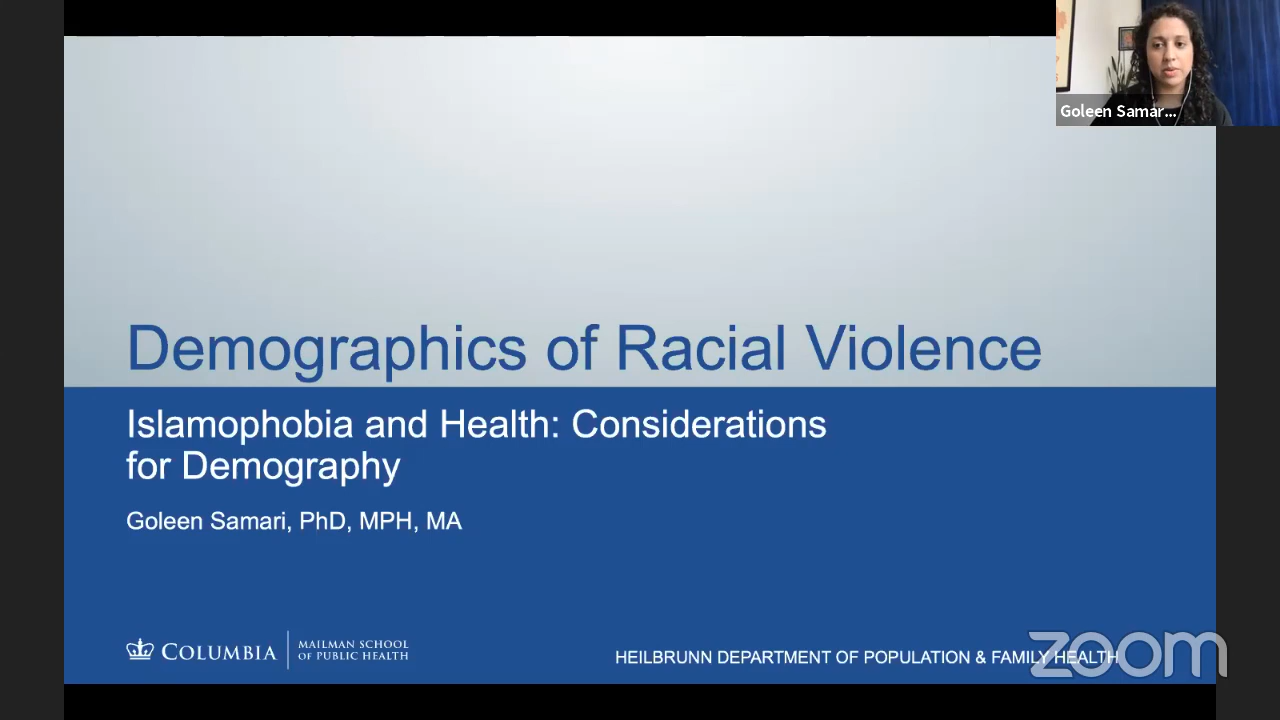 Goleen Samar...
Demographics of Racial Violence
Islamophobia and Health: Considerations
for Demography
Goleen Samari, PhD, MPH, MA
COLUMBIA
MAILMAN SCHOOL
OF PUBLIC HEALTH
HEILBRUNN DEPARTMENT OF POPULATION & FAMILY HEALTH
zoom